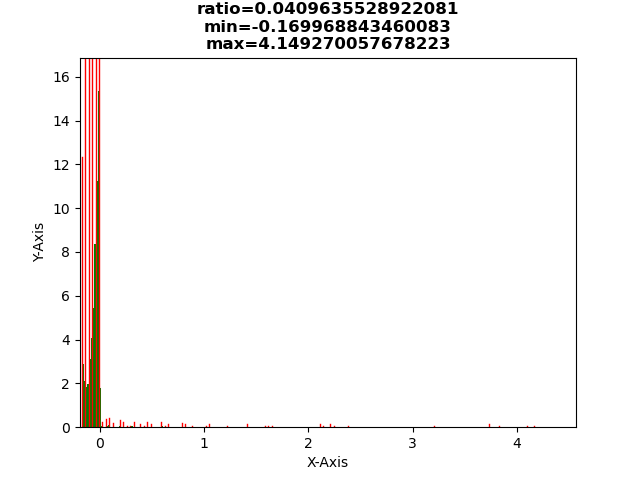 ratio=0.0409635528922081
min=-0.169968843460083
max=4.149270057678223
16
14
12
10
8
6
4
2
0
Y-Axis
0 1 2 3 4
X-Axis